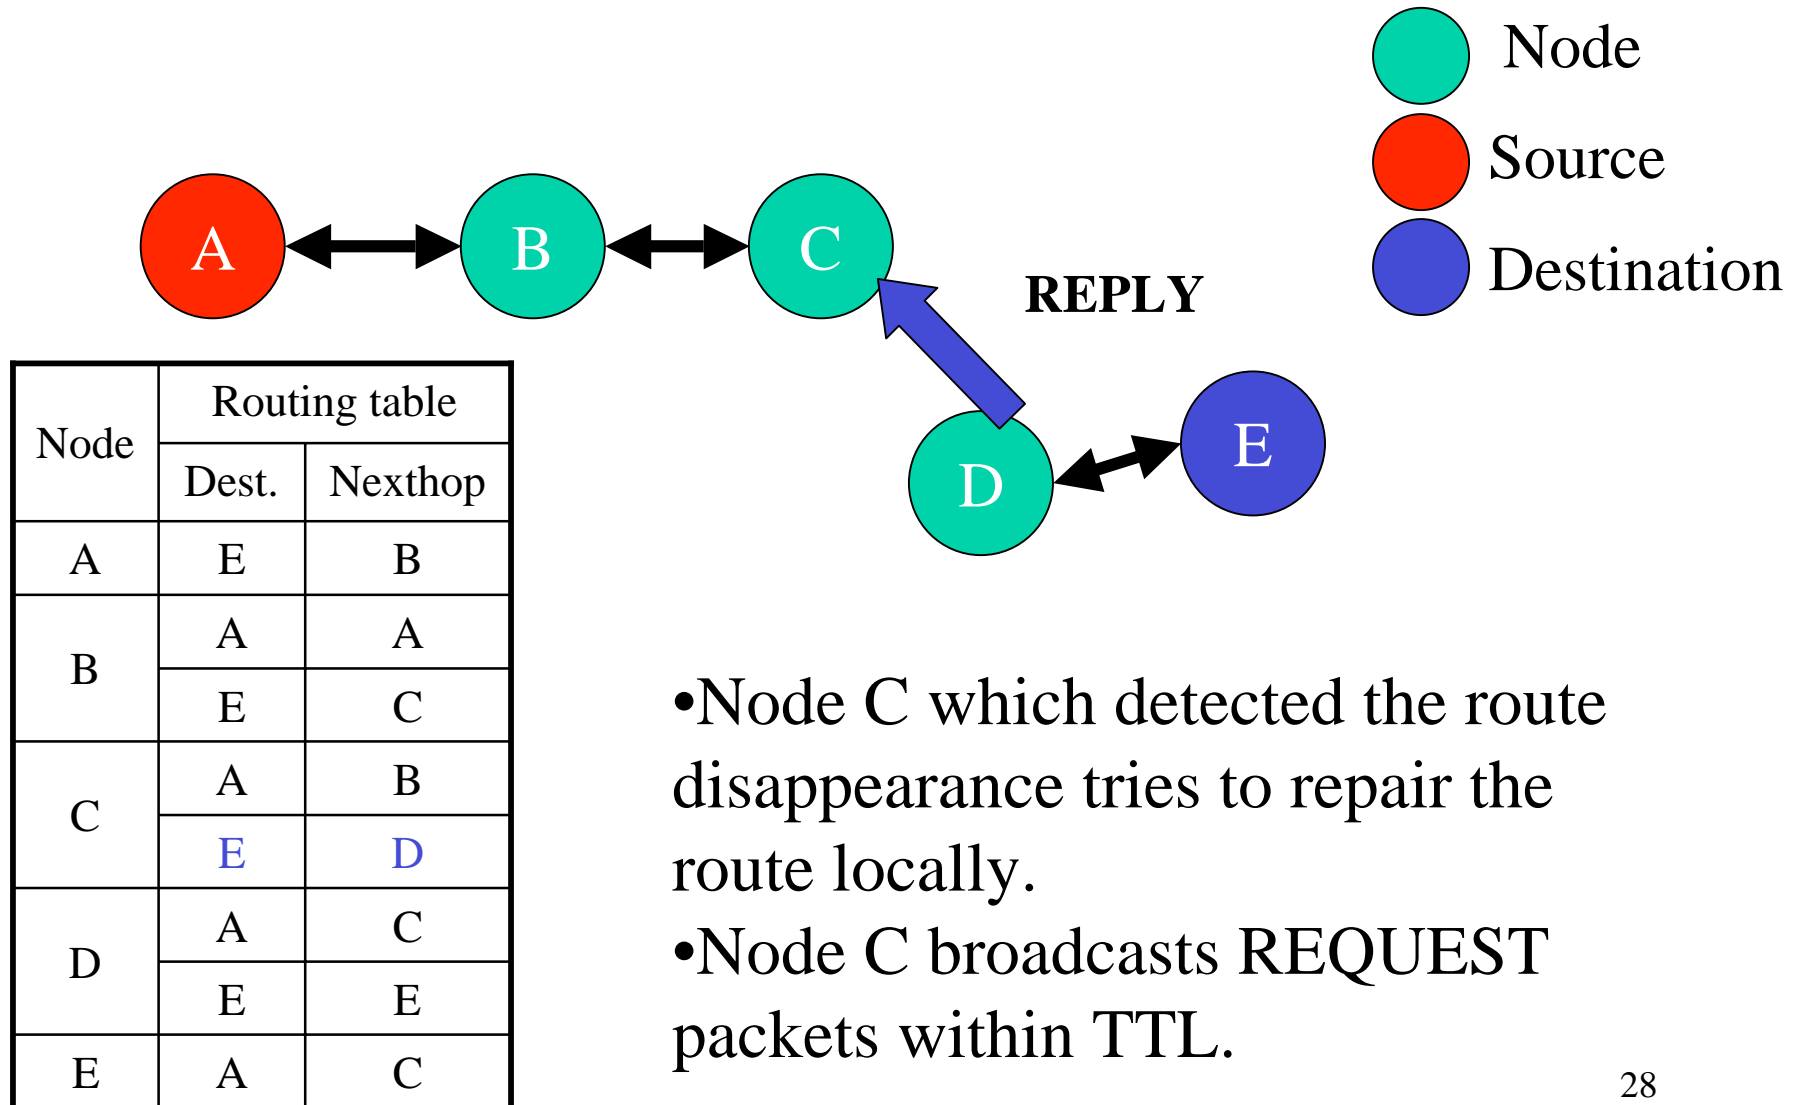 Node
Source
Destination
A
B
C
REPLY
D
E
Node
Routing table
Dest.
Nexthop
A
E
B
B
A
A
E
C
C
A
B
E
D
D
A
C
E
E
E
A
C
•Node C which detected the route
disappearance tries to repair the
route locally.
•Node C broadcasts REQUEST
packets within TTL.
28